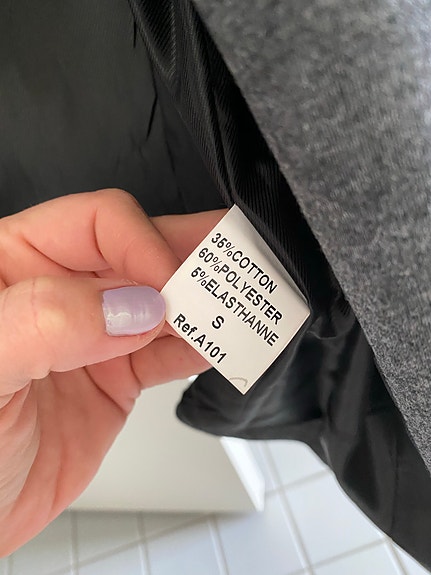 35%COTTON
60%POLYESTER
5%ELASTHANNE
S
Ref.A101